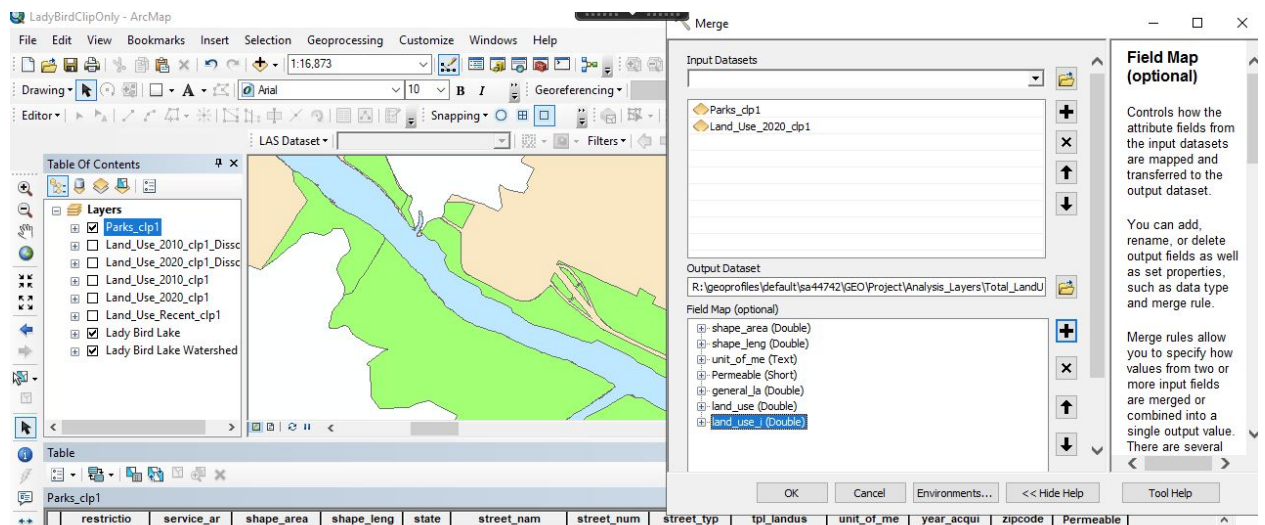 LadyBirdClipOnly - ArcMap
File Edit View Bookmarks Insert Selection Geoprocessing Customize Windows Help
1:16,873
Drawing A Arial 10 B I Georeferencing
Editor Snapping
LAS Dataset Filters
Table Of Contents
Layers
Parks_clp1
Land_Use_2010_clp1_Dissc
Land_Use_2020_clp1_Dissc
Land_Use_2010_clp1
Land_Use_2020_clp1
Land_Use_Recent_clp1
Lady Bird Lake
Lady Bird Lake Watershed
Table
Parks_clp1
restrictio service_ar shape_area shape_leng state street_nam street_num street_typ tpl_landus unit_of_me year_acqui zipcode Permeable
Merge
Input Datasets
Parks_clp1
Land_Use_2020_clp1
Output Dataset
R:\geoprofiles\default\sa44742\GEO\Project\Analysis_Layers\Total_LandU
Field Map (optional)
shape_area (Double)
shape_leng (Double)
unit_of_me (Text)
Permeable (Short)
general_la (Double)
land_use (Double)
land_use_i (Double)
OK Cancel Environments... << Hide Help Tool Help
Field Map
(optional)
Controls how the
attribute fields from
the input datasets
are mapped and
transferred to the
output dataset.
You can add,
rename, or delete
output fields as well
as set properties,
such as data type
and merge rule.
Merge rules allow
you to specify how
values from two or
more input fields
are merged or
combined into a
single output value.
There are several